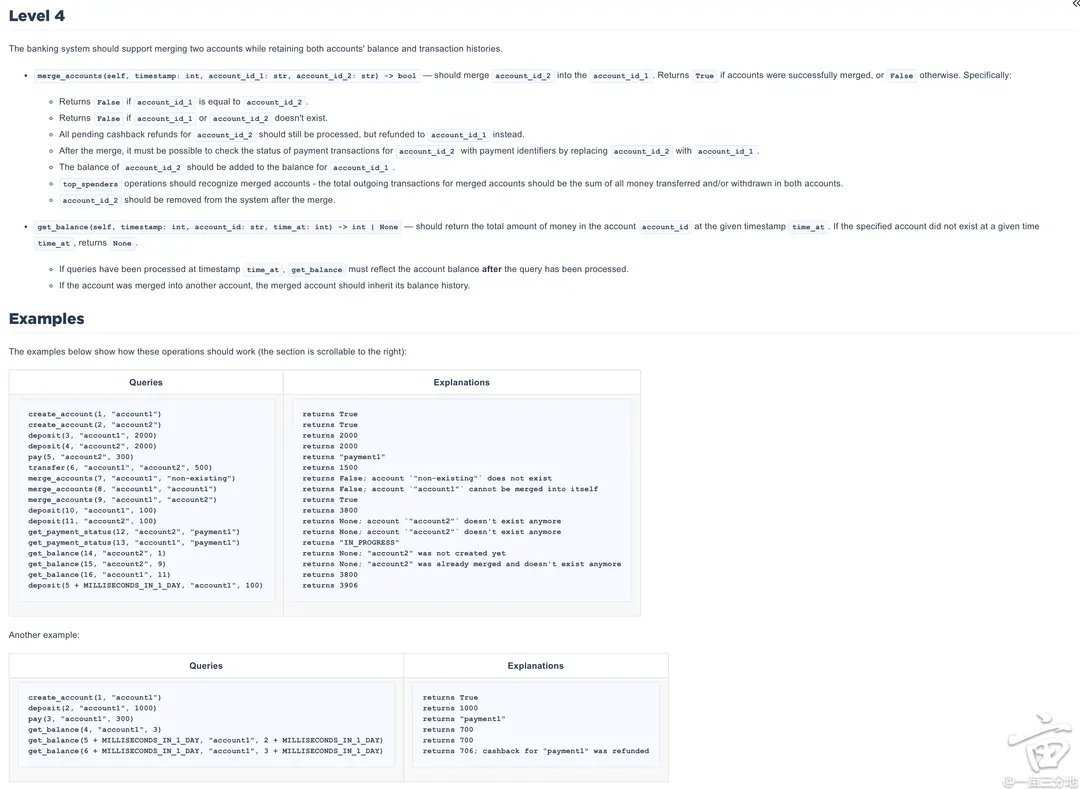 Level 4
The banking system should support merging two accounts while retaining both accounts' balance and transaction histories.
• merge_accounts(self, timestamp: int, account_id_1: str, account_id_2: str) -> bool — should merge account_id_2 into the account_id_1. Returns True if accounts were successfully merged, or False otherwise. Specifically:
Returns False if account_id_1 is equal to account_id_2.
Returns False if account_id_1 or account_id_2 doesn't exist.
All pending cashback refunds for account_id_2 should still be processed, but refunded to account_id_1 instead.
After the merge, it must be possible to check the status of payment transactions for account_id_2 with payment identifiers by replacing account_id_2 with account_id_1.
The balance of account_id_2 should be added to the balance for account_id_1.
top_spenders operations should recognize merged accounts - the total outgoing transactions for merged accounts should be the sum of all money transferred and/or withdrawn in both accounts.
account_id_2 should be removed from the system after the merge.
• get_balance(self, timestamp: int, account_id: str, time_at: int) -> int | None — should return the total amount of money in the account account_id at the given timestamp time_at. If the specified account did not exist at a given time
time_at, returns None.
If queries have been processed at timestamp time_at, get_balance must reflect the account balance after the query has been processed.
If the account was merged into another account, the merged account should inherit its balance history.
Examples
The examples below show how these operations should work (the section is scrollable to the right):
Queries Explanations
create_account(1, "account1") returns True
create_account(2, "account2") returns True
deposit(3, "account1", 2000) returns 2000
deposit(4, "account2", 2000) returns 2000
pay(5, "account2", 300) returns "payment1"
transfer(6, "account1", "account2", 500) returns 1500
merge_accounts(7, "account1", "non-existing") returns False; account `"non-existing"` does not exist
merge_accounts(8, "account1", "account1") returns False; account `"account1"` cannot be merged into itself
merge_accounts(9, "account1", "account2") returns True
deposit(10, "account1", 100) returns 3800
deposit(11, "account2", 100) returns None; account `"account2"` doesn't exist anymore
get_payment_status(12, "account2", "payment1") returns None; account `"account2"` doesn't exist anymore
get_payment_status(13, "account1", "payment1") returns "IN_PROGRESS"
get_balance(14, "account2", 1) returns None; "account2" was not created yet
get_balance(15, "account2", 9) returns None; "account2" was already merged and doesn't exist anymore
get_balance(16, "account1", 11) returns 3800
deposit(5 + MILLISECONDS_IN_1_DAY, "account1", 100) returns 3906
Another example:
Queries Explanations
create_account(1, "account1") returns True
deposit(2, "account1", 1000) returns 1000
pay(3, "account1", 300) returns "payment1"
get_balance(4, "account1", 3) returns 700
get_balance(5 + MILLISECONDS_IN_1_DAY, "account1", 2 + MILLISECONDS_IN_1_DAY) returns 700
get_balance(6 + MILLISECONDS_IN_1_DAY, "account1", 3 + MILLISECONDS_IN_1_DAY) returns 706; cashback for "payment1" was refunded
@一亩三分地